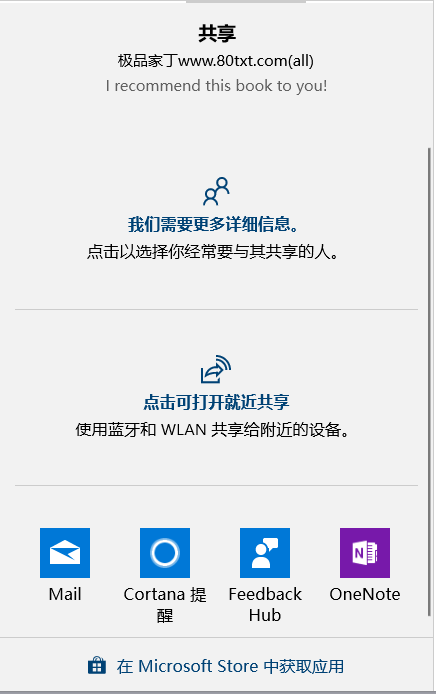 共享
极品家丁www.80txt.com(all)
I recommend this book to you!
我们需要更多详细信息。
点击以选择你经常要与其共享的人。
点击可打开就近共享
使用蓝牙和 WLAN 共享给附近的设备。
Mail
Cortana 提
醒
Feedback
Hub
OneNote
在 Microsoft Store 中获取应用